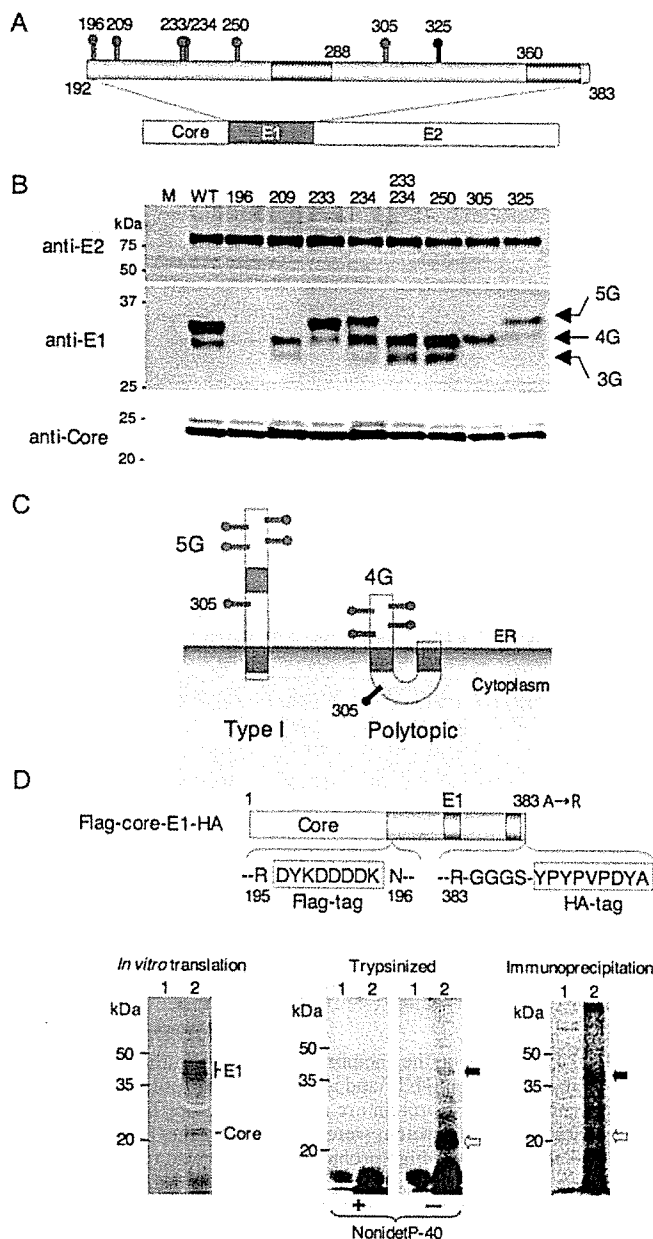 A
196 209 233/234 250 305 325
288 360
192 383
Core E1 E2
B
233
M WT 196 209 233 234 234 250 305 325
kDa
anti-E2 75 -
50 -
37 -
5G
anti-E1 4G
3G
25 -
25 -
anti-Core
20 -
C
5G
4G
305
ER
Cytoplasm
305
Type I Polytopic
D
1 E1 383 A→R
Flag-core-E1-HA Core
--R DYKDDDDK N-- --R-GGGS-YPYPVPDYA
195 Flag-tag 196 383 HA-tag
In vitro translation Trypsinized Immunoprecipitation
1 2 1 2 1 2 1 2
kDa kDa kDa
50 - 50 - 50 -
E1
35 - 35 - 35 -
Core
20 - 20 - 20 -
+ −
NonidetP-40